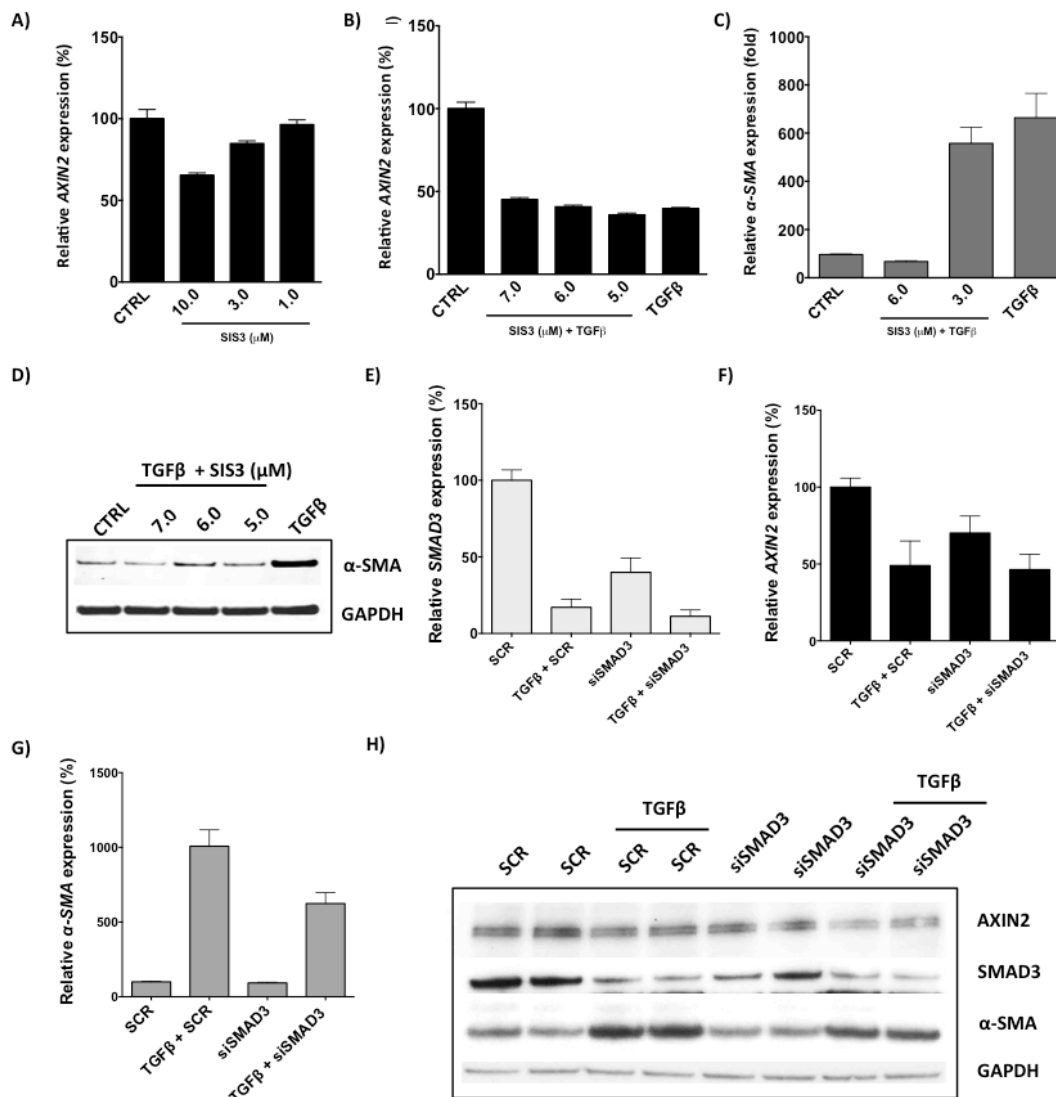 A)
Relative AXIN2 expression (%)
150
100
50
0
CTRL
10.0
3.0
1.0
SIS3 (μM)
B)
Relative AXIN2 expression (%)
150
100
50
0
CTRL
7.0
6.0
5.0
TGFβ
SIS3 (μM) + TGFβ
C)
Relative α-SMA expression (fold)
1000
800
600
400
200
0
CTRL
6.0
3.0
TGFβ
SIS3 (μM) + TGFβ
D)
TGFβ + SIS3 (μM)
CTRL
7.0
6.0
5.0
TGFβ
α-SMA
GAPDH
E)
Relative SMAD3 expression (%)
150
100
50
0
SCR
TGFβ + SCR
siSMAD3
TGFβ + siSMAD3
F)
Relative AXIN2 expression (%)
150
100
50
0
SCR
TGFβ + SCR
siSMAD3
TGFβ + siSMAD3
G)
Relative α-SMA expression (%)
1500
1000
500
0
SCR
TGFβ + SCR
siSMAD3
TGFβ + siSMAD3
H)
TGFβ
TGFβ
SCR
SCR
SCR
SCR
siSMAD3
siSMAD3
siSMAD3
siSMAD3
AXIN2
SMAD3
α-SMA
GAPDH